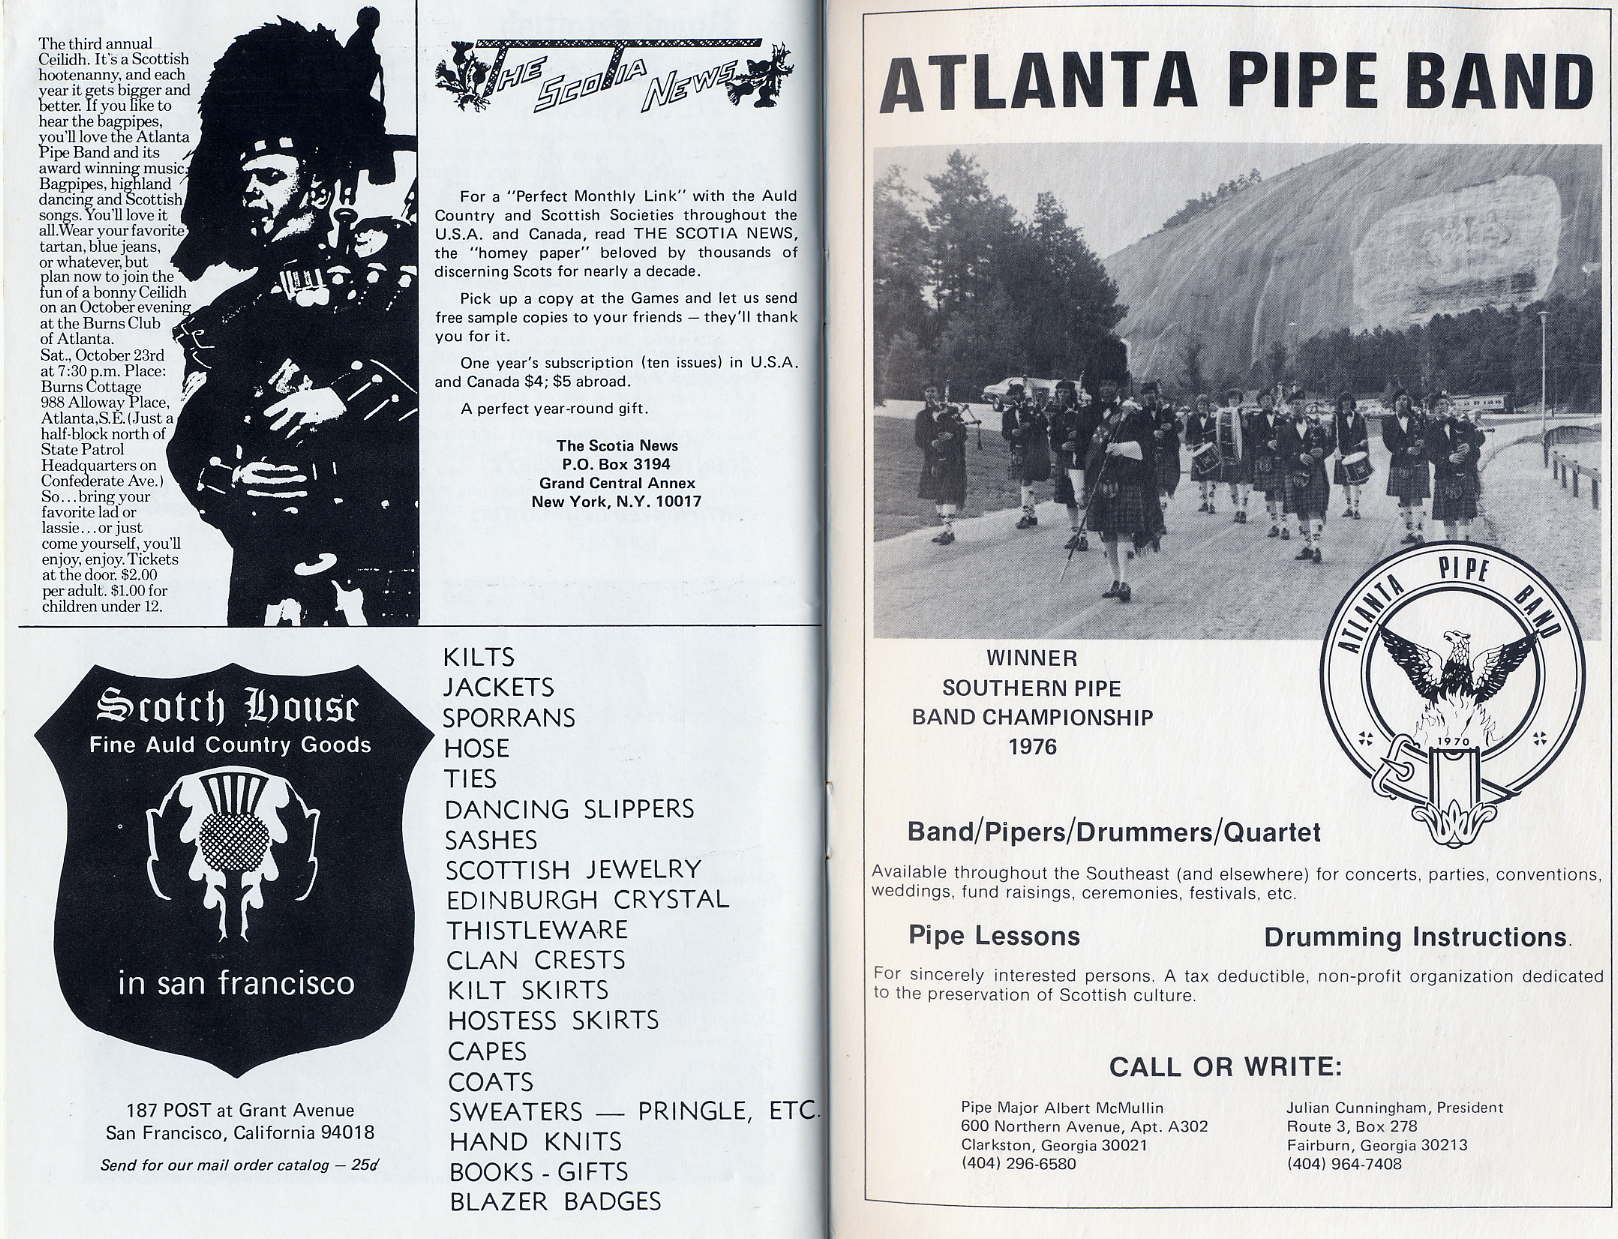 The third annual
Ceilidh. It's a Scottish
hootenanny, and each
year it gets bigger and
better. If you like to
hear the bagpipes,
you'll love the Atlanta
Pipe Band and its
award winning music.
Bagpipes, highland
dancing and Scottish
songs. You'll love it
all. Wear your favorite
tartan, blue jeans,
or whatever, but
plan now to join the
fun of a bonny Ceilidh
on an October evening
at the Burns Club
of Atlanta.
Sat., October 23rd
at 7:30 p.m. Place:
Burns Cottage
988 Alloway Place,
Atlanta, S.E. (Just a
half-block north of
State Patrol
Headquarters on
Confederate Ave.)
So...bring your
favorite lad or
lassie...or just
come yourself, you'll
enjoy, enjoy. Tickets
at the door. $2.00
per adult. $1.00 for
children under 12.
THE SCOTIA NEWS
For a "Perfect Monthly Link" with the Auld
Country and Scottish Societies throughout the
U.S.A. and Canada, read THE SCOTIA NEWS,
the "homey paper" beloved by thousands of
discerning Scots for nearly a decade.
Pick up a copy at the Games and let us send
free sample copies to your friends — they'll thank
you for it.
One year's subscription (ten issues) in U.S.A.
and Canada $4; $5 abroad.
A perfect year-round gift.
The Scotia News
P.O. Box 3194
Grand Central Annex
New York, N.Y. 10017
Scotch House
Fine Auld Country Goods
in san francisco
187 POST at Grant Avenue
San Francisco, California 94018
Send for our mail order catalog — 25¢
KILTS
JACKETS
SPORRANS
HOSE
TIES
DANCING SLIPPERS
SASHES
SCOTTISH JEWELRY
EDINBURGH CRYSTAL
THISTLEWARE
CLAN CRESTS
KILT SKIRTS
HOSTESS SKIRTS
CAPES
COATS
SWEATERS — PRINGLE, ETC.
HAND KNITS
BOOKS - GIFTS
BLAZER BADGES
ATLANTA PIPE BAND
WINNER
SOUTHERN PIPE
BAND CHAMPIONSHIP
1976
ATLANTA PIPE BAND
1970
Band/Pipers/Drummers/Quartet
Available throughout the Southeast (and elsewhere) for concerts, parties, conventions,
weddings, fund raisings, ceremonies, festivals, etc.
Pipe Lessons Drumming Instructions.
For sincerely interested persons. A tax deductible, non-profit organization dedicated
to the preservation of Scottish culture.
CALL OR WRITE:
Pipe Major Albert McMullin
600 Northern Avenue, Apt. A302
Clarkston, Georgia 30021
(404) 296-6580
Julian Cunningham, President
Route 3, Box 278
Fairburn, Georgia 30213
(404) 964-7408